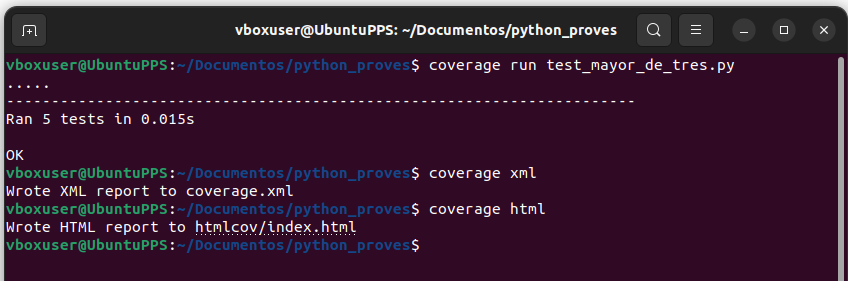 vboxuser@UbuntuPPS: ~/Documentos/python_proves
vboxuser@UbuntuPPS:~/Documentos/python_proves$ coverage run test_mayor_de_tres.py
.....
----------------------------------------------------------------------
Ran 5 tests in 0.015s
OK
vboxuser@UbuntuPPS:~/Documentos/python_proves$ coverage xml
Wrote XML report to coverage.xml
vboxuser@UbuntuPPS:~/Documentos/python_proves$ coverage html
Wrote HTML report to htmlcov/index.html
vboxuser@UbuntuPPS:~/Documentos/python_proves$